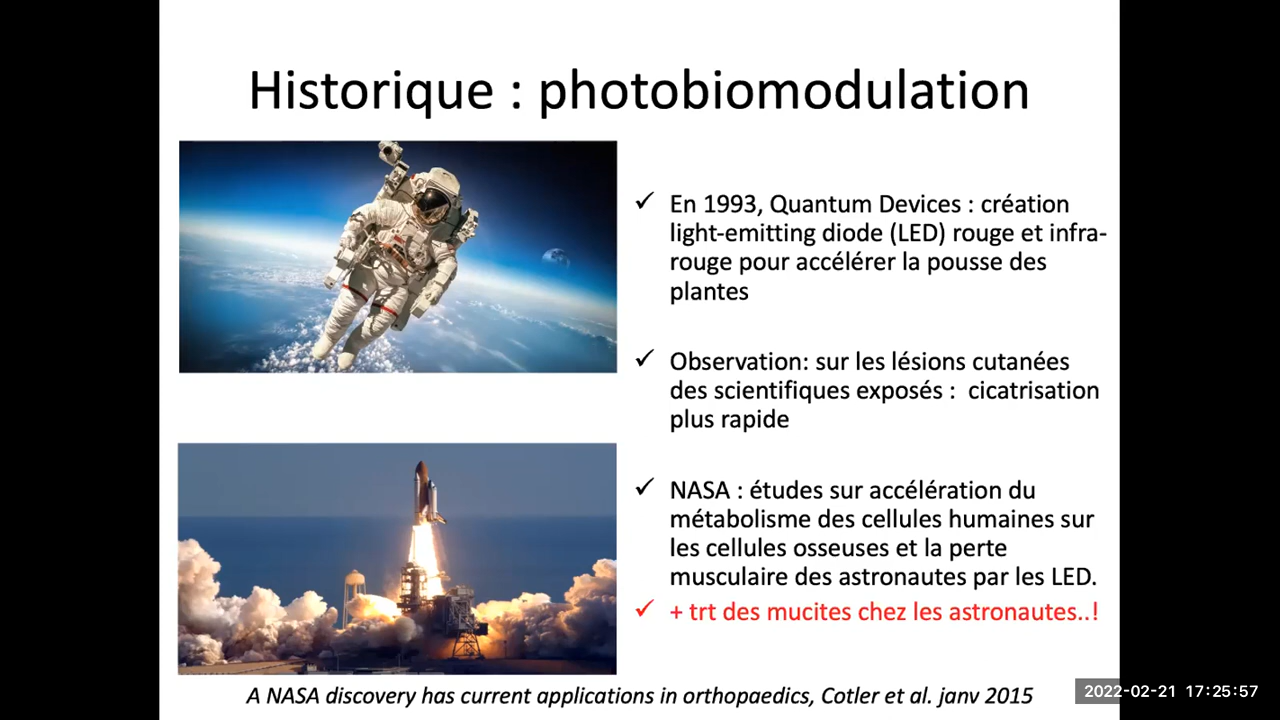 Historique : photobiomodulation
✓ En 1993, Quantum Devices : création
light-emitting diode (LED) rouge et infra-
rouge pour accélérer la pousse des
plantes
✓ Observation: sur les lésions cutanées
des scientifiques exposés :  cicatrisation
plus rapide
✓ NASA : études sur accélération du
métabolisme des cellules humaines sur
les cellules osseuses et la perte
musculaire des astronautes par les LED.
✓ + trt des mucites chez les astronautes..!
A NASA discovery has current applications in orthopaedics, Cotler et al. janv 2015
2022-02-21 17:25:57